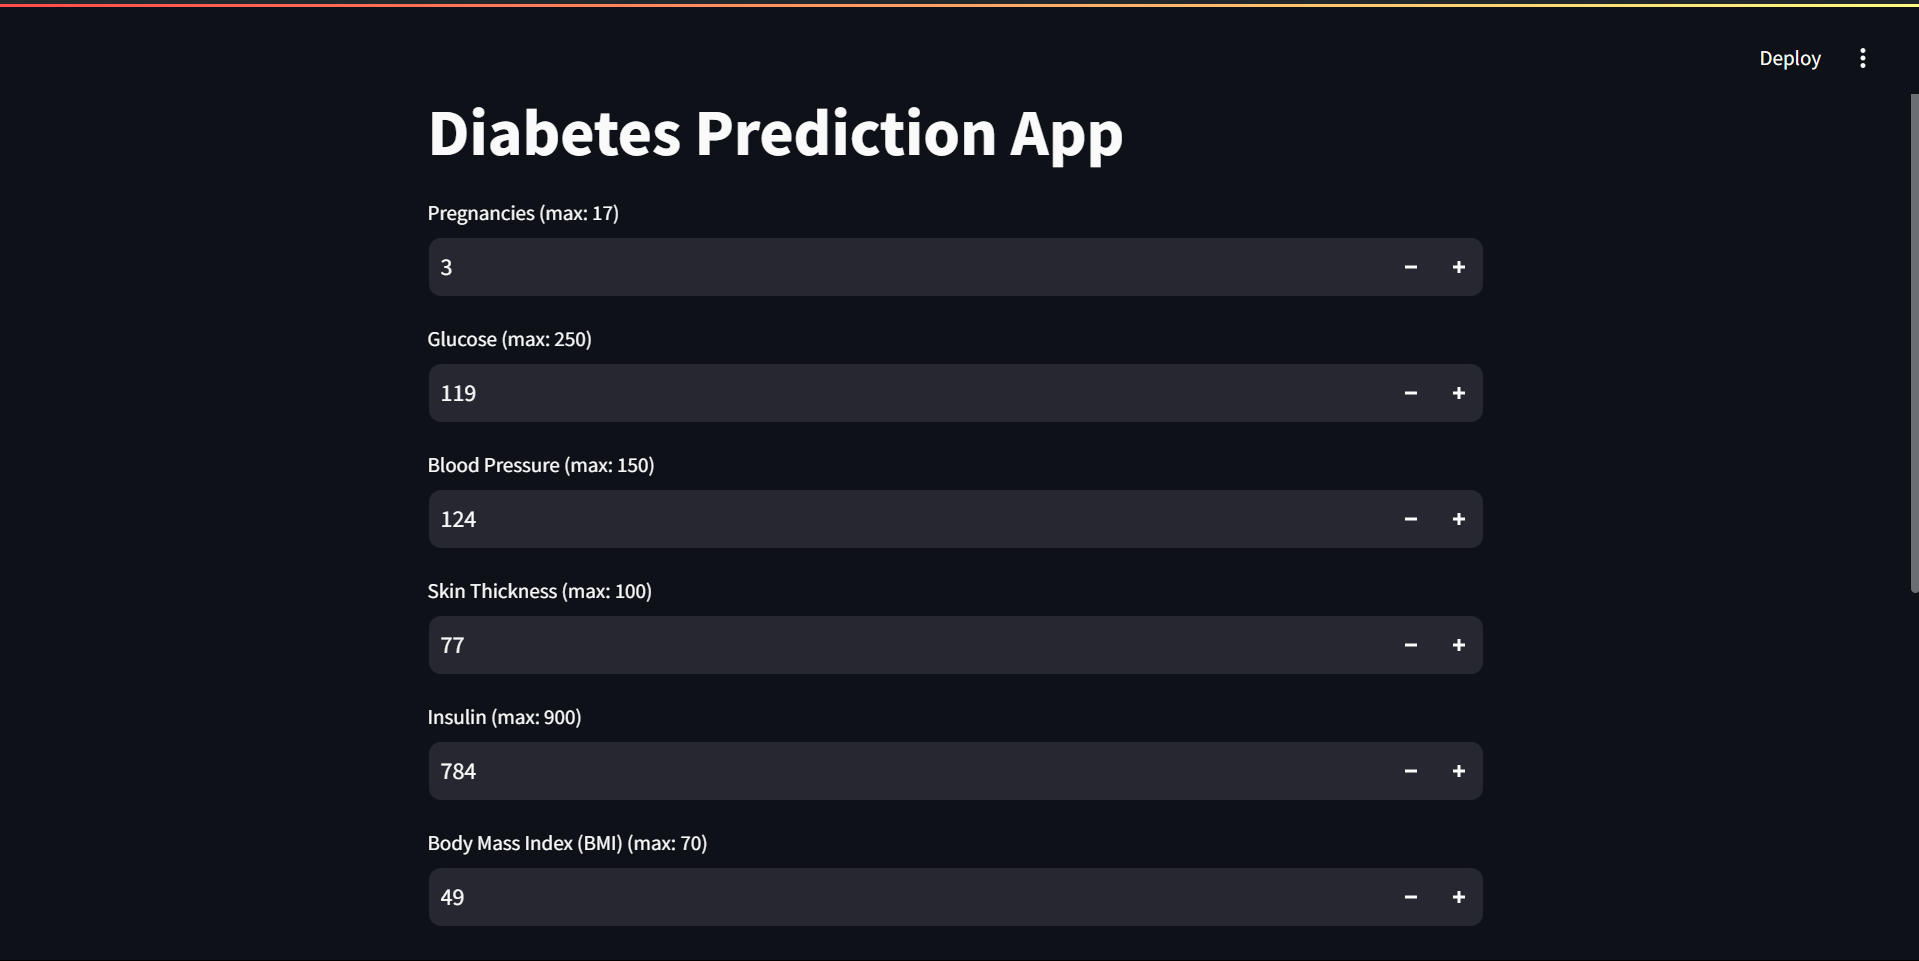 Deploy
Diabetes Prediction App
Pregnancies (max: 17)
3
Glucose (max: 250)
119
Blood Pressure (max: 150)
124
Skin Thickness (max: 100)
77
Insulin (max: 900)
784
Body Mass Index (BMI) (max: 70)
49